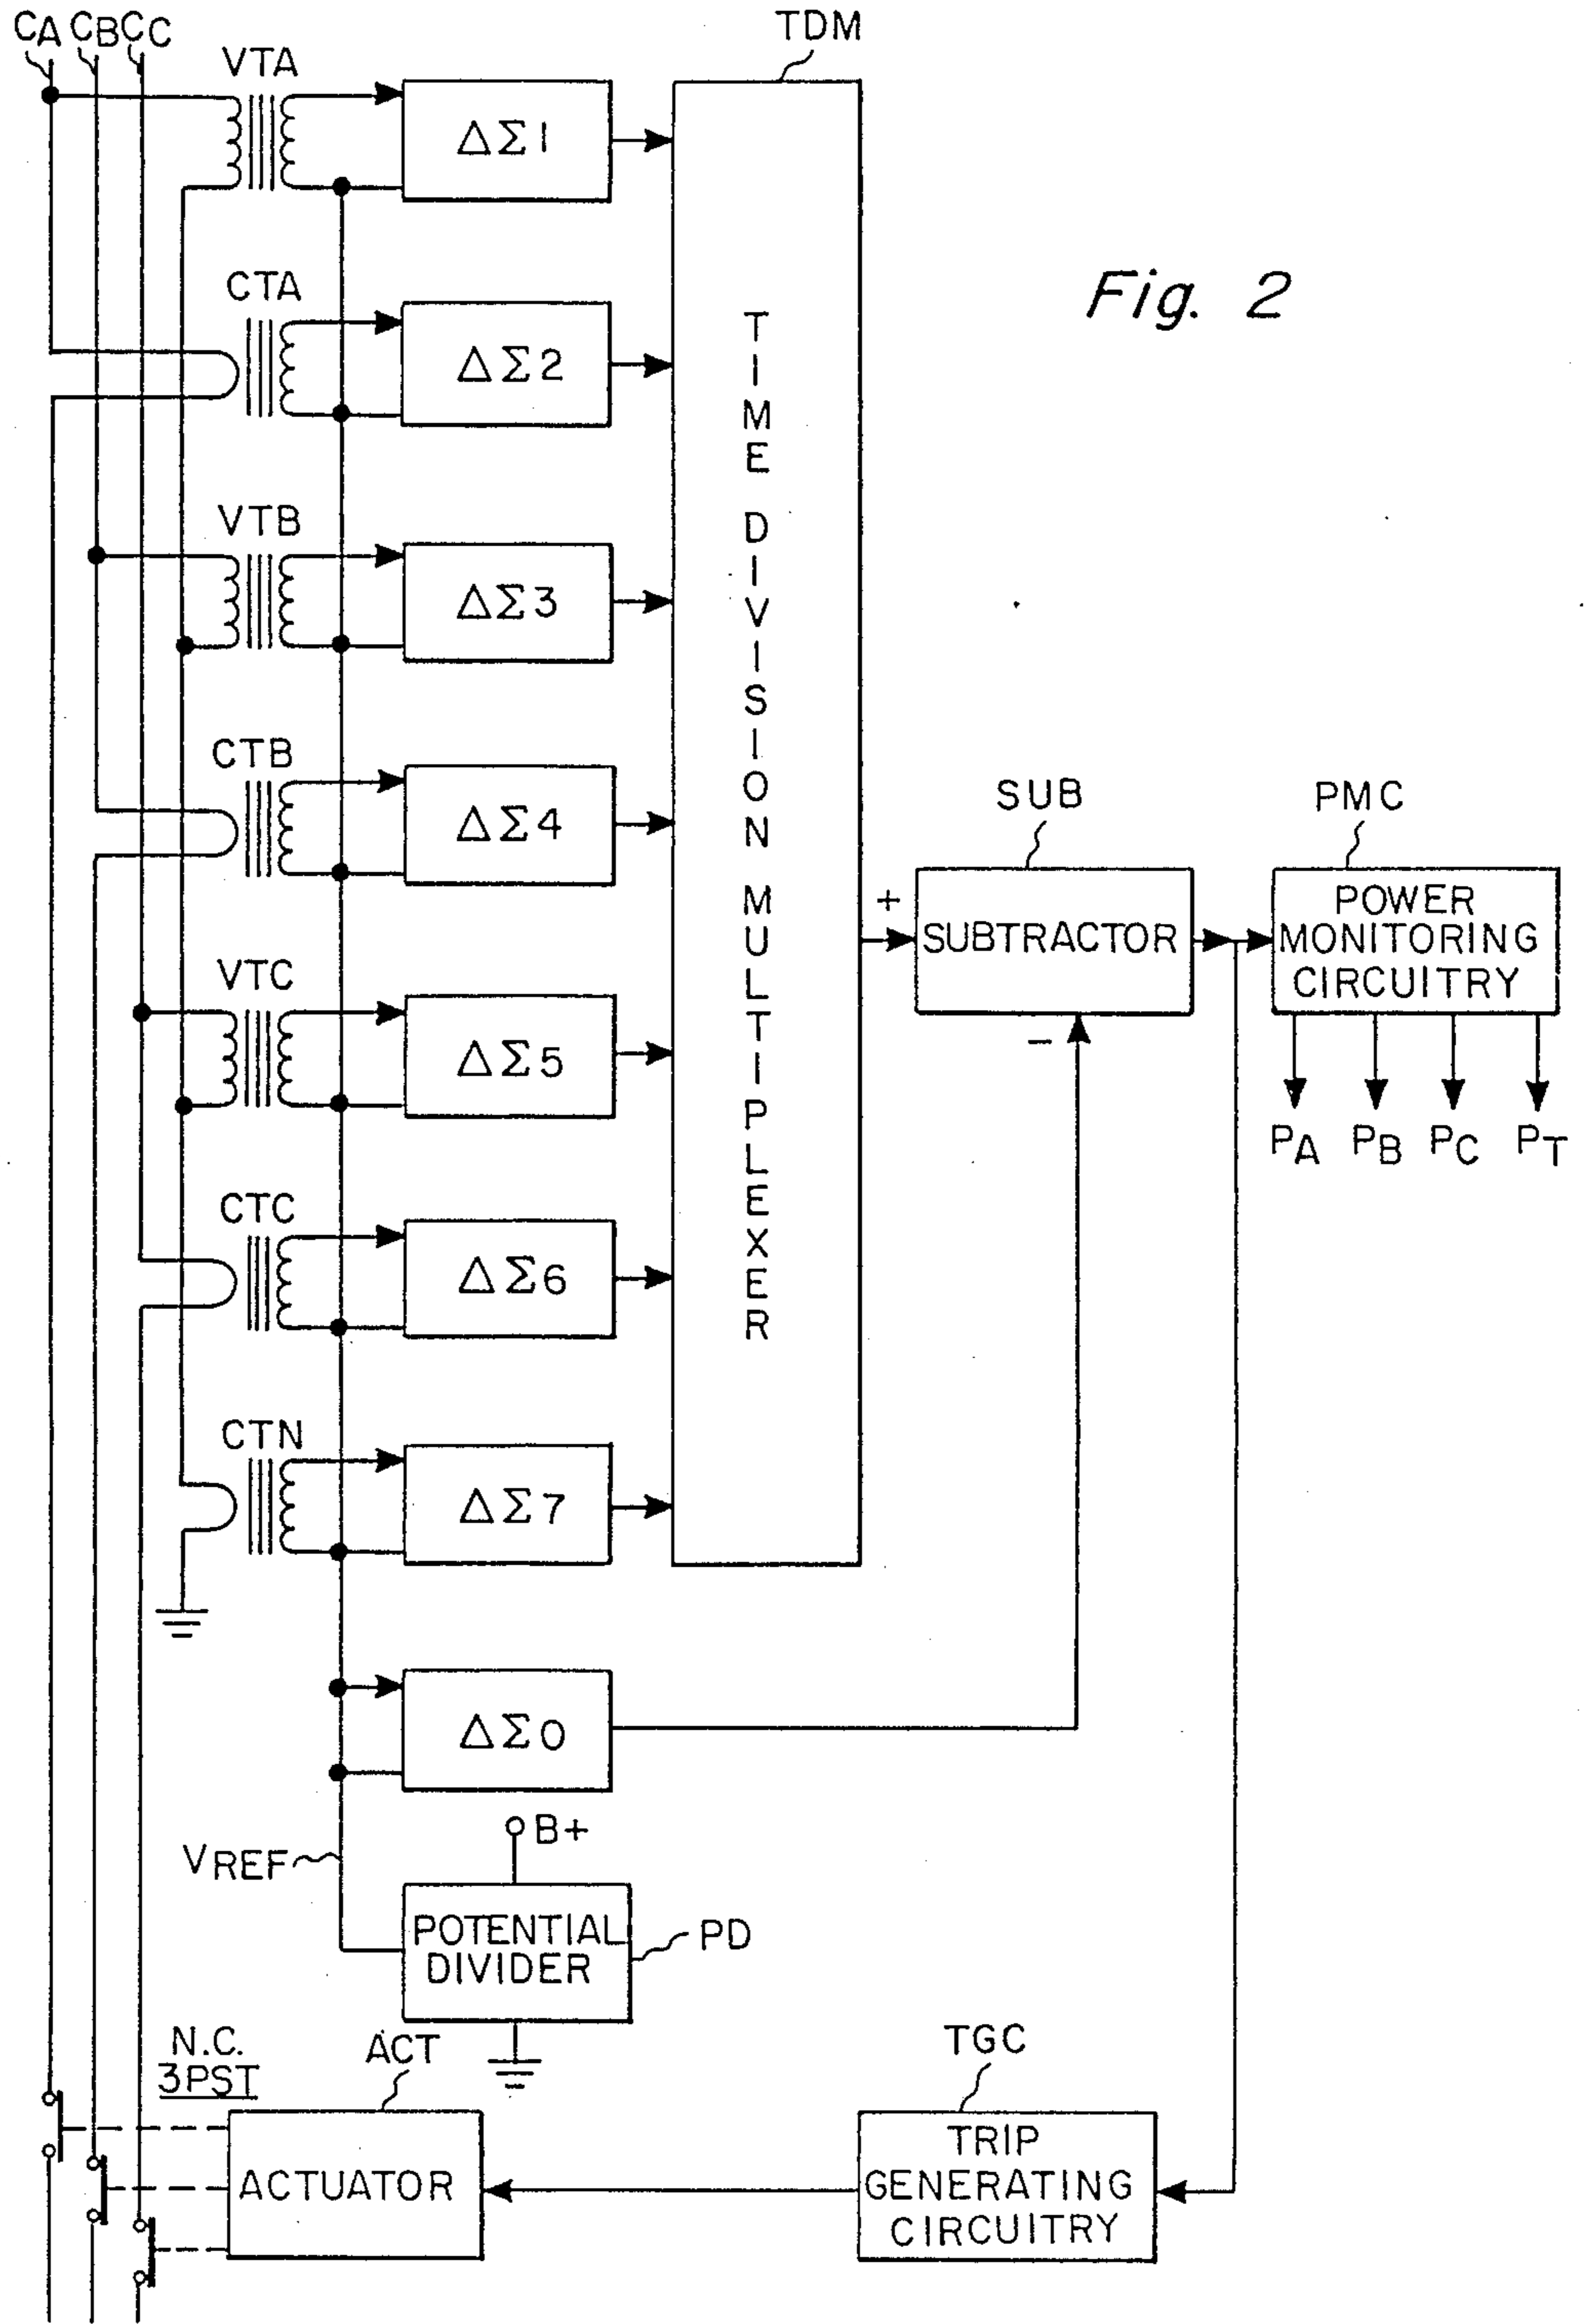 CA CB CC
VTA
TDM
ΔΣ1
CTA
Fig. 2
ΔΣ2
VTB
ΔΣ3
CTB
ΔΣ4
VTC
ΔΣ5
CTC
ΔΣ6
CTN
ΔΣ7
TIME DIVISION MULTIPLEXER
SUB
PMC
+
SUBTRACTOR
-
POWER
MONITORING
CIRCUITRY
PA PB PC PT
ΔΣ0
B+
VREF
POTENTIAL
DIVIDER
PD
N.C.
3PST
ACT
TGC
ACTUATOR
TRIP
GENERATING
CIRCUITRY